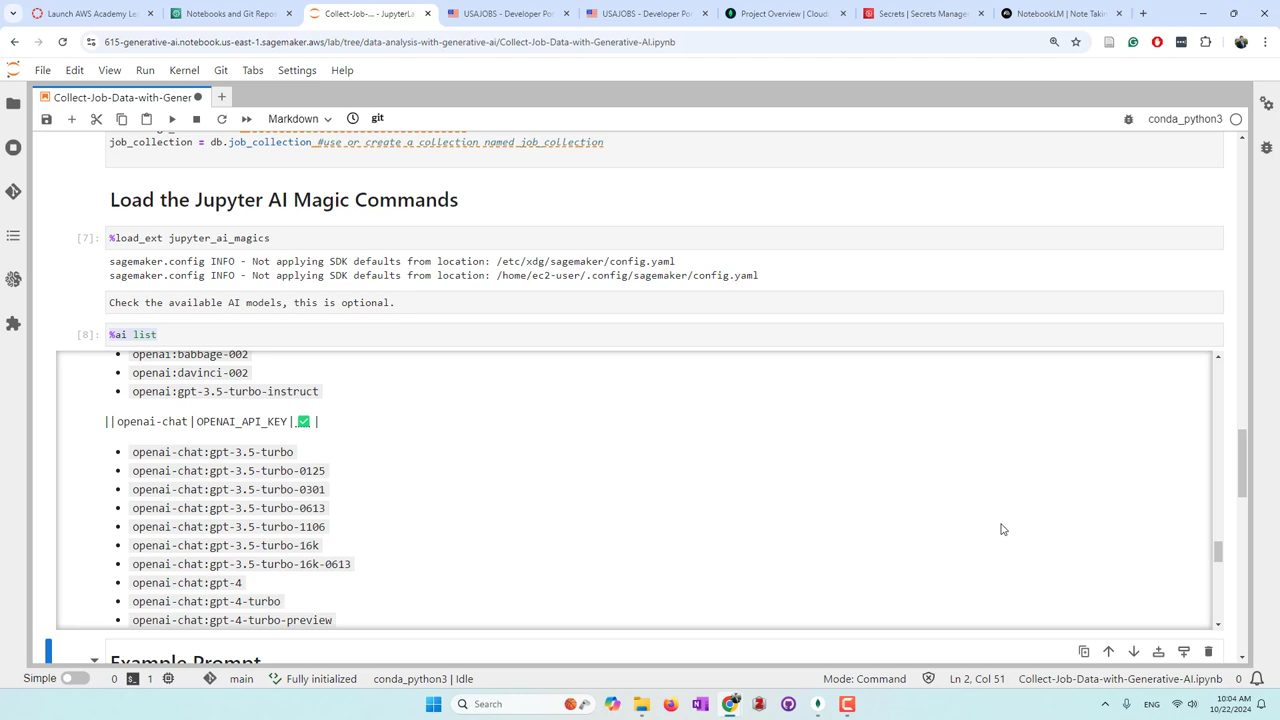 Launch AWS Academy Learne
Notebooks and Git Repos
Collect-Job-... - JupyterLa
USAJOBS - Developer Po
USAJOBS - Developer Po
Project Overview | Cloud
Secrets | Secrets Manage
NotebookLM | Note Takin
615-generative-ai.notebook.us-east-1.sagemaker.aws/lab/tree/data-analysis-with-generative-ai/Collect-Job-Data-with-Generative-AI.ipynb
File Edit View Run Kernel Git Tabs Settings Help
Collect-Job-Data-with-Gener
Markdown git conda_python3
job_collection = db.job_collection #use or create a collection named job_collection
Load the Jupyter AI Magic Commands
[7]: %load_ext jupyter_ai_magics
sagemaker.config INFO - Not applying SDK defaults from location: /etc/xdg/sagemaker/config.yaml
sagemaker.config INFO - Not applying SDK defaults from location: /home/ec2-user/.config/sagemaker/config.yaml
Check the available AI models, this is optional.
[8]: %ai list
• openai:babbage-002
• openai:davinci-002
• openai:gpt-3.5-turbo-instruct
||openai-chat|OPENAI_API_KEY|✅ |
• openai-chat:gpt-3.5-turbo
• openai-chat:gpt-3.5-turbo-0125
• openai-chat:gpt-3.5-turbo-0301
• openai-chat:gpt-3.5-turbo-0613
• openai-chat:gpt-3.5-turbo-1106
• openai-chat:gpt-3.5-turbo-16k
• openai-chat:gpt-3.5-turbo-16k-0613
• openai-chat:gpt-4
• openai-chat:gpt-4-turbo
• openai-chat:gpt-4-turbo-preview
Example Prompt
Simple 0 1 main Fully initialized conda_python3 | Idle Mode: Command Ln 2, Col 51 Collect-Job-Data-with-Generative-AI.ipynb 0
Search ENG 10:04 AM
10/22/2024